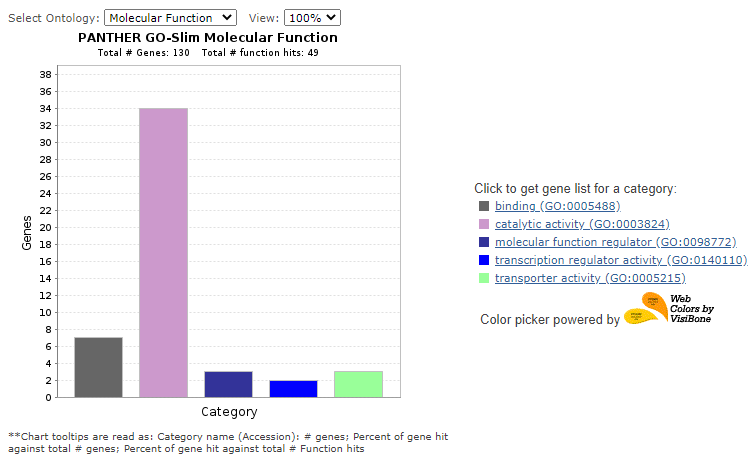 Select Ontology: Molecular Function View: 100%
PANTHER GO-Slim Molecular Function
Total # Genes: 130 Total # function hits: 49
38
36
34
32
30
28
26
24
22
20
18
16
14
12
10
8
6
4
2
0
Genes
Category
Click to get gene list for a category:
binding (GO:0005488)
catalytic activity (GO:0003824)
molecular function regulator (GO:0098772)
transcription regulator activity (GO:0140110)
transporter activity (GO:0005215)
Color picker powered by
Web
Colors by
VisiBone
**Chart tooltips are read as: Category name (Accession): # genes; Percent of gene hit
against total # genes; Percent of gene hit against total # Function hits